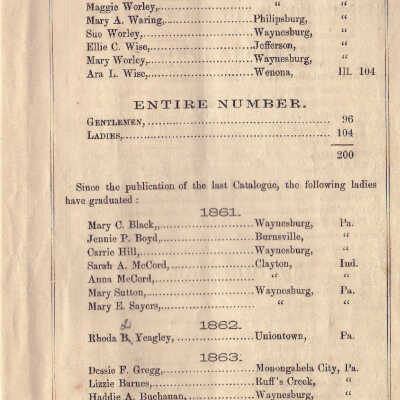 Maggie Worley,.................. “ “
Mary A. Waring,................Philipsburg, “
Sue Worley,......................Waynesburg, “
Ellie C. Wise,....................Jefferson, “
Mary Worley,....................Waynesburg, “
Ara L. Wise,......................Wenona, Ill. 104
ENTIRE NUMBER.
Gentlemen,.................................................. 96
Ladies,........................................................ 104
200
Since the publication of the last Catalogue, the following ladies
have graduated :
1861.
Mary C. Black,,..................Waynesburg, Pa.
Jennie P. Boyd,..................Burnsville, “
Carrie Hill,.......................Waynesburg, “
Sarah A. McCord,................Clayton, Ind.
Anna McCord,.................... “ “
Mary Sutton,.....................Waynesburg, Pa.
Mary E. Sayers,.................. “ “
1862.
Rhoda B. Yeagley,...............Uniontown, Pa.
1863.
Dessie F. Gregg,.................Monongahela City, Pa.
Lizzie Barnes,....................Ruff's Creek, “
Haddie A. Buchanan,............Waynesburg, “